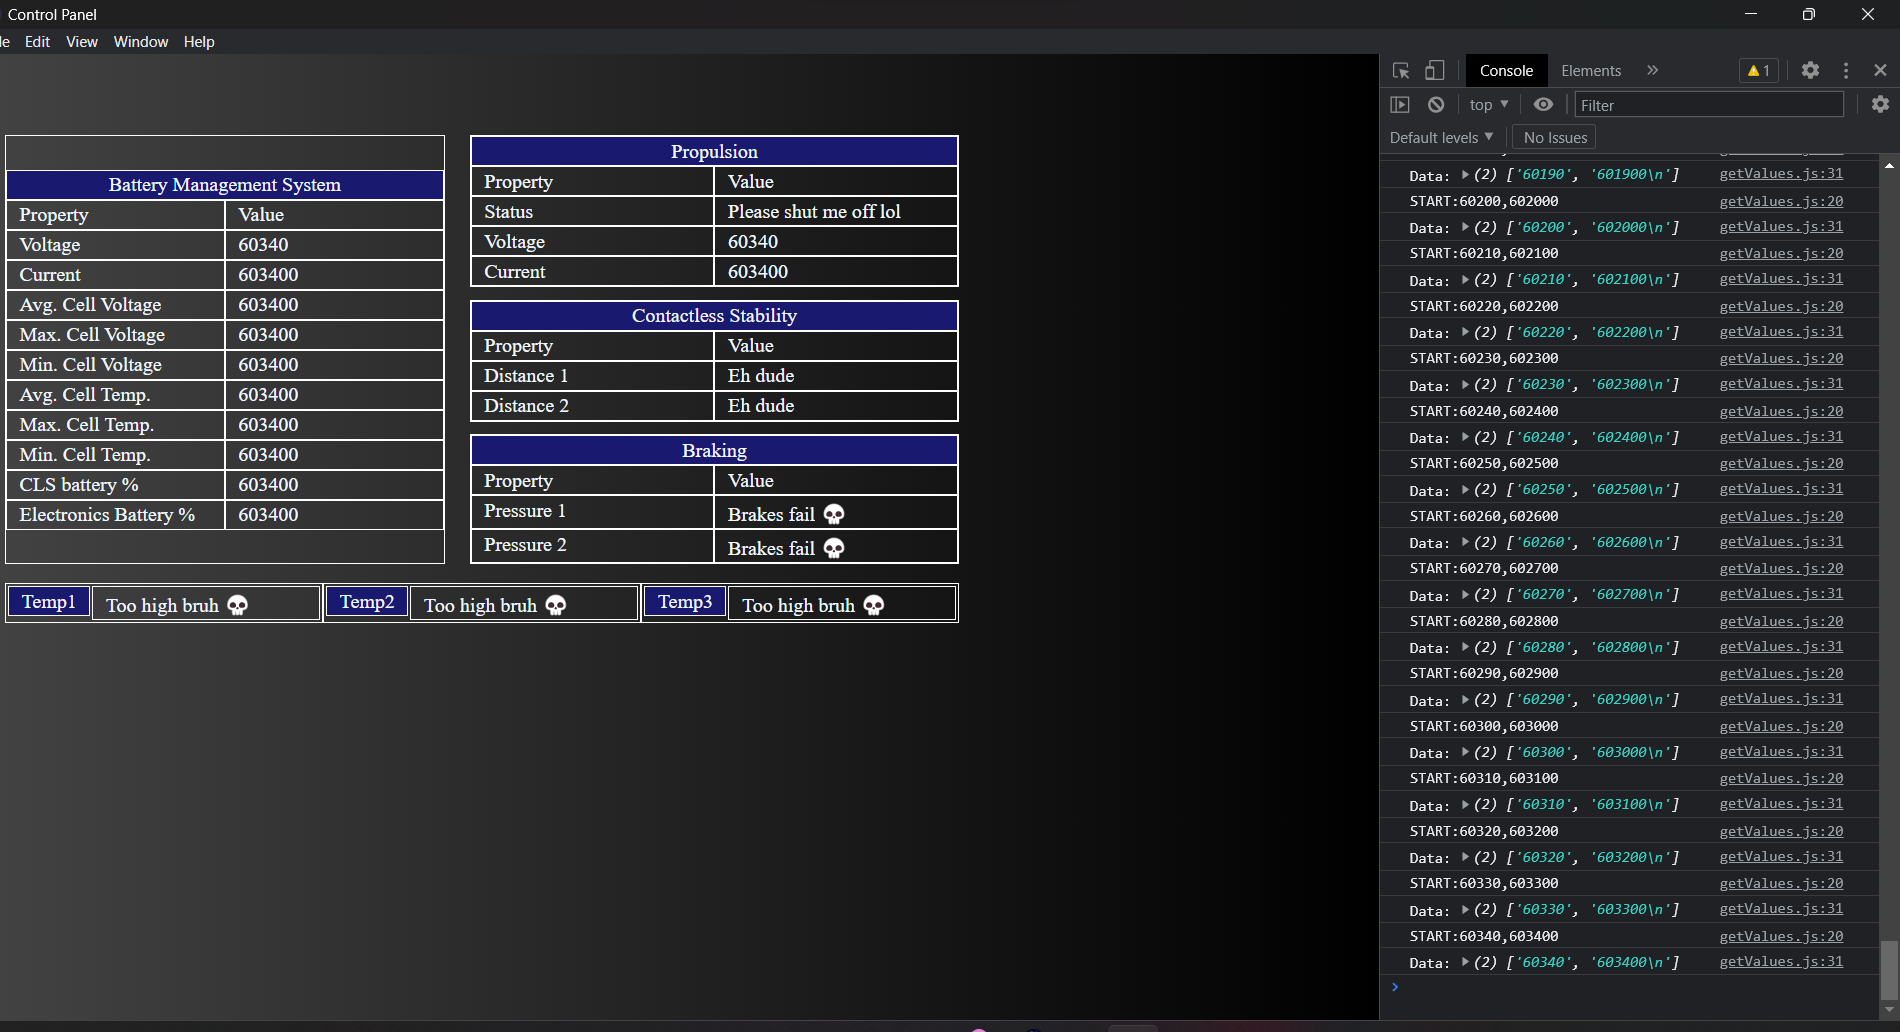 Control Panel
le Edit View Window Help
Battery Management System
Property Value
Voltage 60340
Current 603400
Avg. Cell Voltage 603400
Max. Cell Voltage 603400
Min. Cell Voltage 603400
Avg. Cell Temp. 603400
Max. Cell Temp. 603400
Min. Cell Temp. 603400
CLS battery % 603400
Electronics Battery % 603400
Propulsion
Property Value
Status Please shut me off lol
Voltage 60340
Current 603400
Contactless Stability
Property Value
Distance 1 Eh dude
Distance 2 Eh dude
Braking
Property Value
Pressure 1 Brakes fail 💀
Pressure 2 Brakes fail 💀
Temp1 Too high bruh 💀 Temp2 Too high bruh 💀 Temp3 Too high bruh 💀
Console Elements » 1
top Filter
Default levels No Issues
Data: (2) ['60190', '601900\n'] getValues.js:31
START:60200,602000 getValues.js:20
Data: (2) ['60200', '602000\n'] getValues.js:31
START:60210,602100 getValues.js:20
Data: (2) ['60210', '602100\n'] getValues.js:31
START:60220,602200 getValues.js:20
Data: (2) ['60220', '602200\n'] getValues.js:31
START:60230,602300 getValues.js:20
Data: (2) ['60230', '602300\n'] getValues.js:31
START:60240,602400 getValues.js:20
Data: (2) ['60240', '602400\n'] getValues.js:31
START:60250,602500 getValues.js:20
Data: (2) ['60250', '602500\n'] getValues.js:31
START:60260,602600 getValues.js:20
Data: (2) ['60260', '602600\n'] getValues.js:31
START:60270,602700 getValues.js:20
Data: (2) ['60270', '602700\n'] getValues.js:31
START:60280,602800 getValues.js:20
Data: (2) ['60280', '602800\n'] getValues.js:31
START:60290,602900 getValues.js:20
Data: (2) ['60290', '602900\n'] getValues.js:31
START:60300,603000 getValues.js:20
Data: (2) ['60300', '603000\n'] getValues.js:31
START:60310,603100 getValues.js:20
Data: (2) ['60310', '603100\n'] getValues.js:31
START:60320,603200 getValues.js:20
Data: (2) ['60320', '603200\n'] getValues.js:31
START:60330,603300 getValues.js:20
Data: (2) ['60330', '603300\n'] getValues.js:31
START:60340,603400 getValues.js:20
Data: (2) ['60340', '603400\n'] getValues.js:31